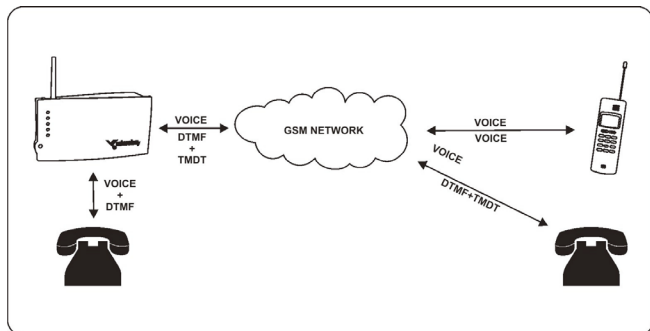 VOICE
DTMF
+
TMDT
GSM NETWORK
VOICE
VOICE
VOICE
+
DTMF
VOICE
DTMF+TMDT